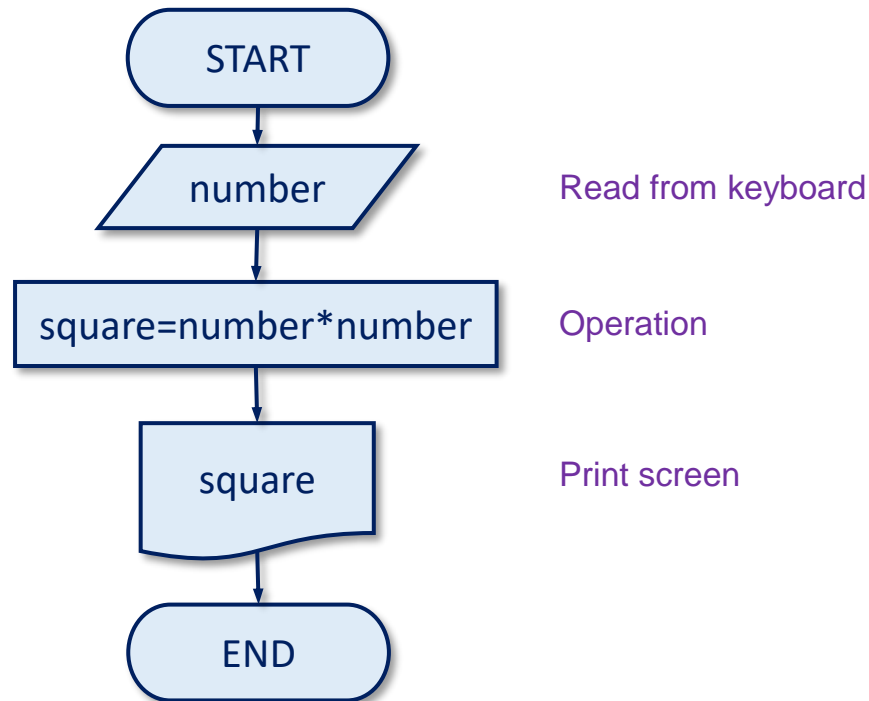 START
number
Read from keyboard
square=number*number
Operation
square
Print screen
END